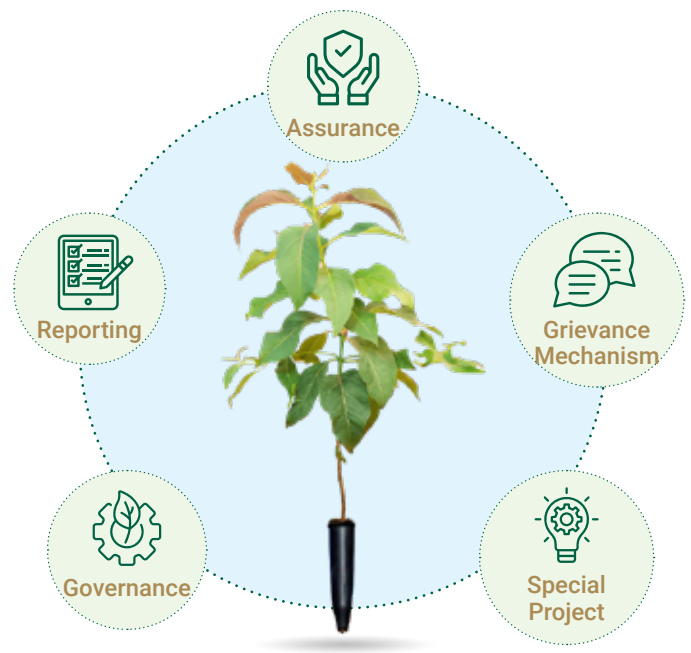 Assurance
Reporting
Grievance
Mechanism
Governance
Special
Project